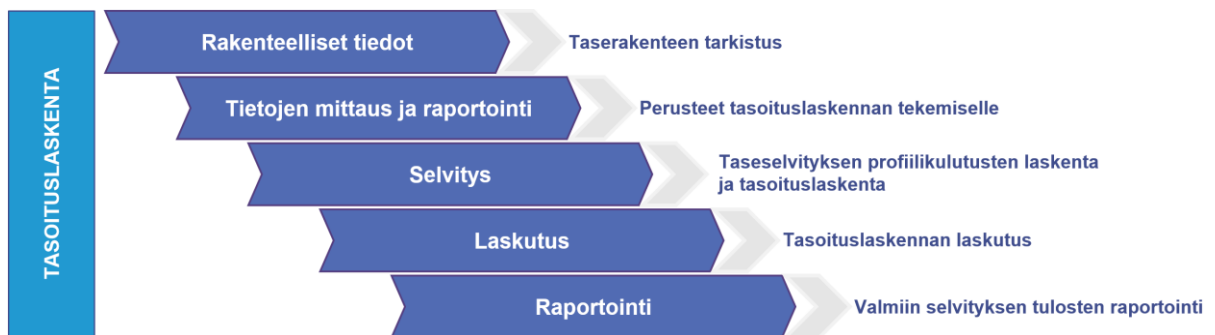 TASOITUSLASKENTA
Rakenteelliset tiedot
Taserakenteen tarkistus
Tietojen mittaus ja raportointi
Perusteet tasoituslaskennan tekemiselle
Selvitys
Taseselvityksen profiilikulutusten laskenta
ja tasoituslaskenta
Laskutus
Tasoituslaskennan laskutus
Raportointi
Valmiin selvityksen tulosten raportointi